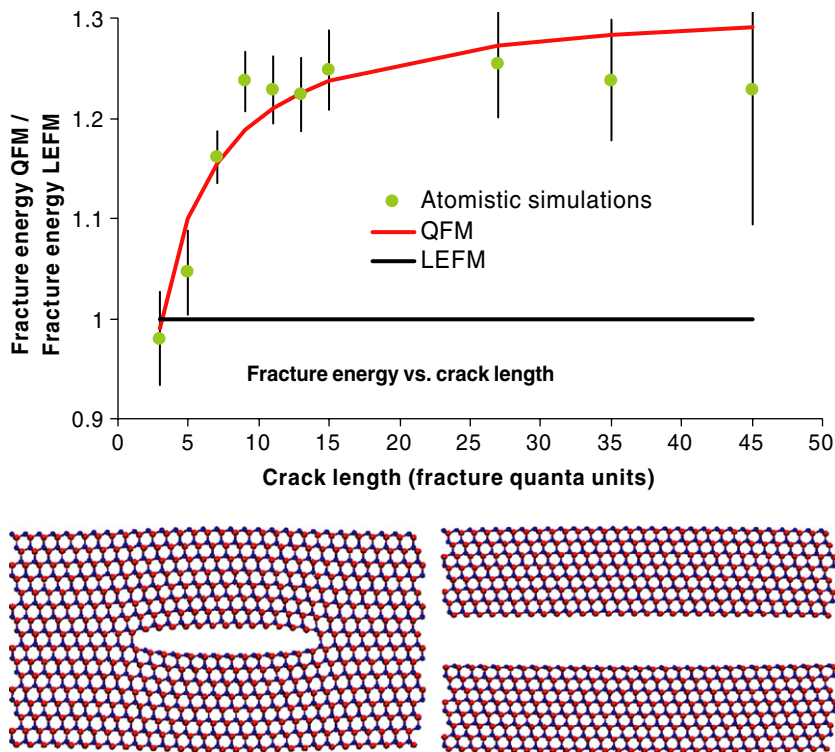 Fracture energy QFM /
Fracture energy LEFM
1.3
1.2
1.1
1
0.9
Atomistic simulations
QFM
LEFM
Fracture energy vs. crack length
0 5 10 15 20 25 30 35 40 45 50
Crack length (fracture quanta units)